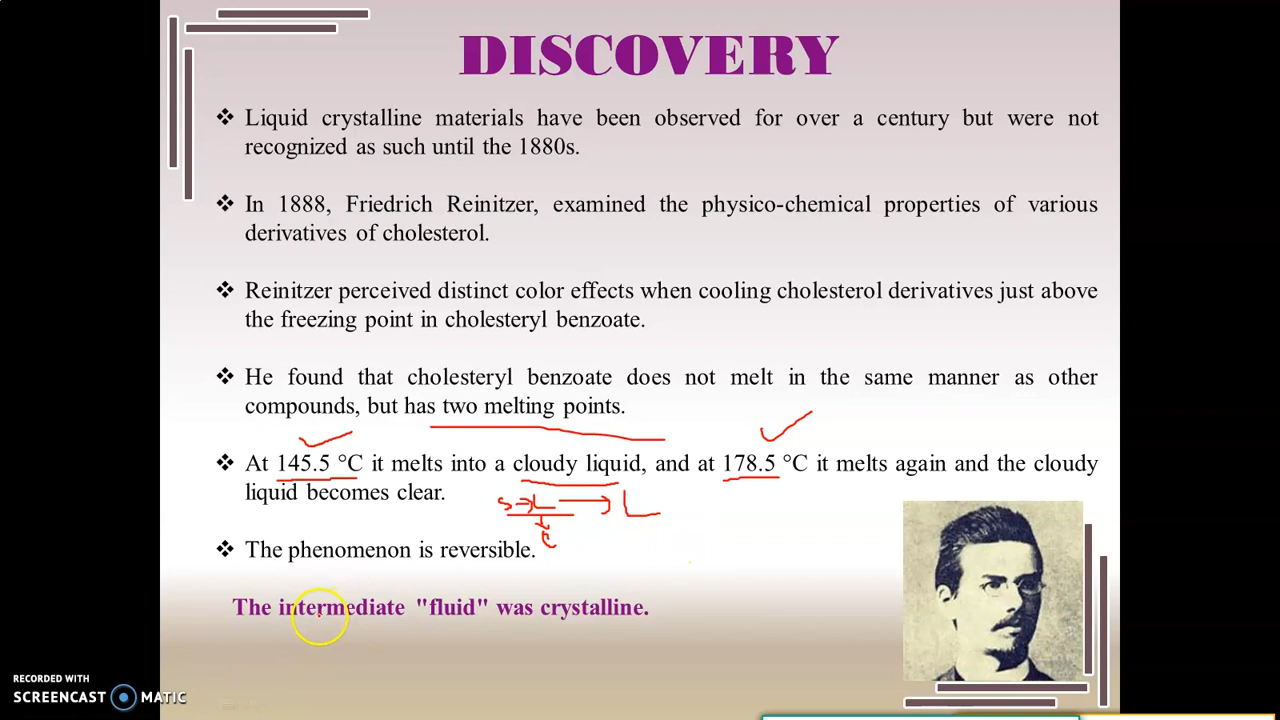 DISCOVERY
❖ Liquid crystalline materials have been observed for over a century but were not
recognized as such until the 1880s.
❖ In 1888, Friedrich Reinitzer, examined the physico-chemical properties of various
derivatives of cholesterol.
❖ Reinitzer perceived distinct color effects when cooling cholesterol derivatives just above
the freezing point in cholesteryl benzoate.
❖ He found that cholesteryl benzoate does not melt in the same manner as other
compounds, but has two melting points.
❖ At 145.5 °C it melts into a cloudy liquid, and at 178.5 °C it melts again and the cloudy
liquid becomes clear.
S → L → L
❖ The phenomenon is reversible.
The intermediate "fluid" was crystalline.
RECORDED WITH
SCREENCAST MATIC